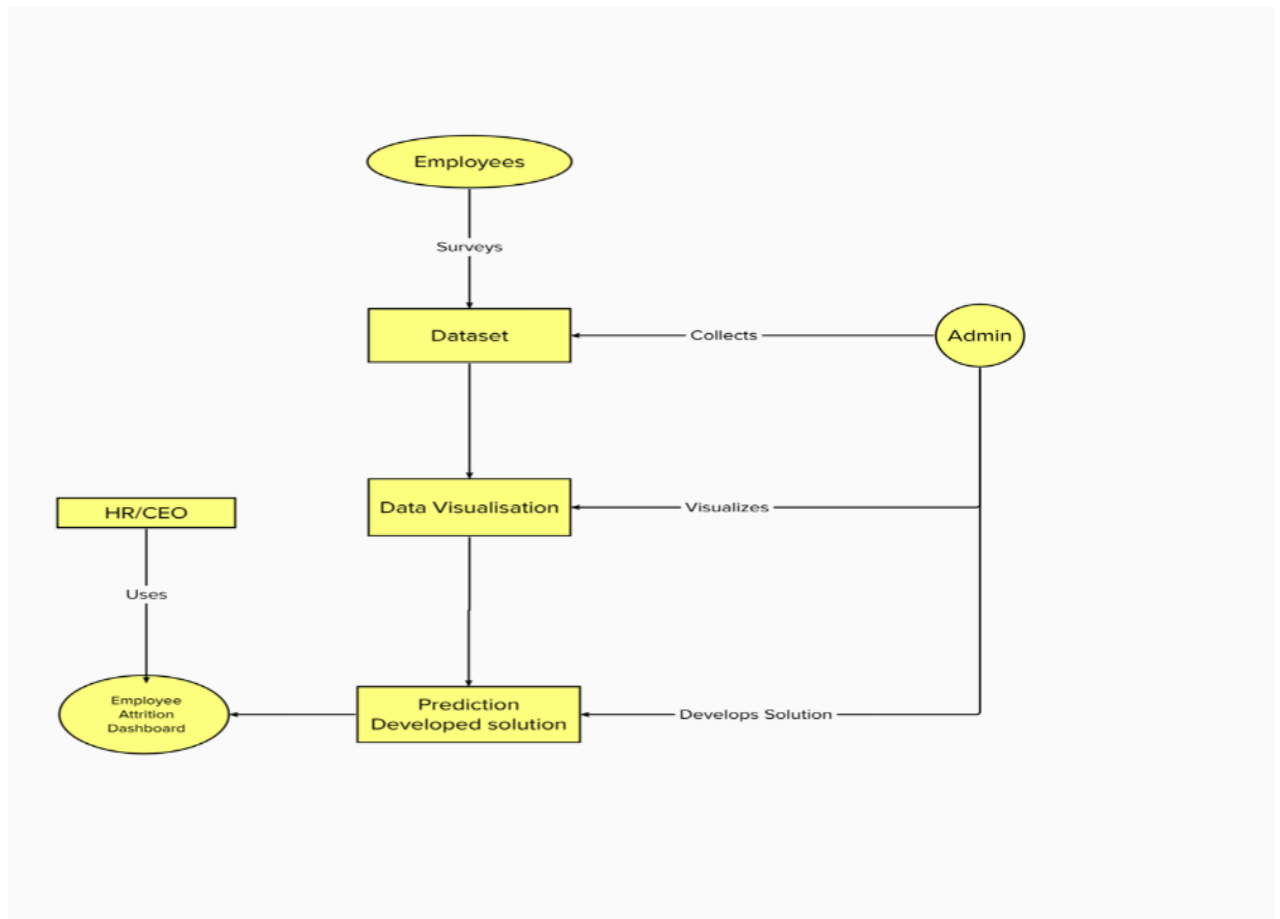 Employees
Surveys
Dataset
Collects
Admin
Data Visualisation
Visualizes
HR/CEO
Uses
Employee
Attrition
Dashboard
Prediction
Developed solution
Develops Solution